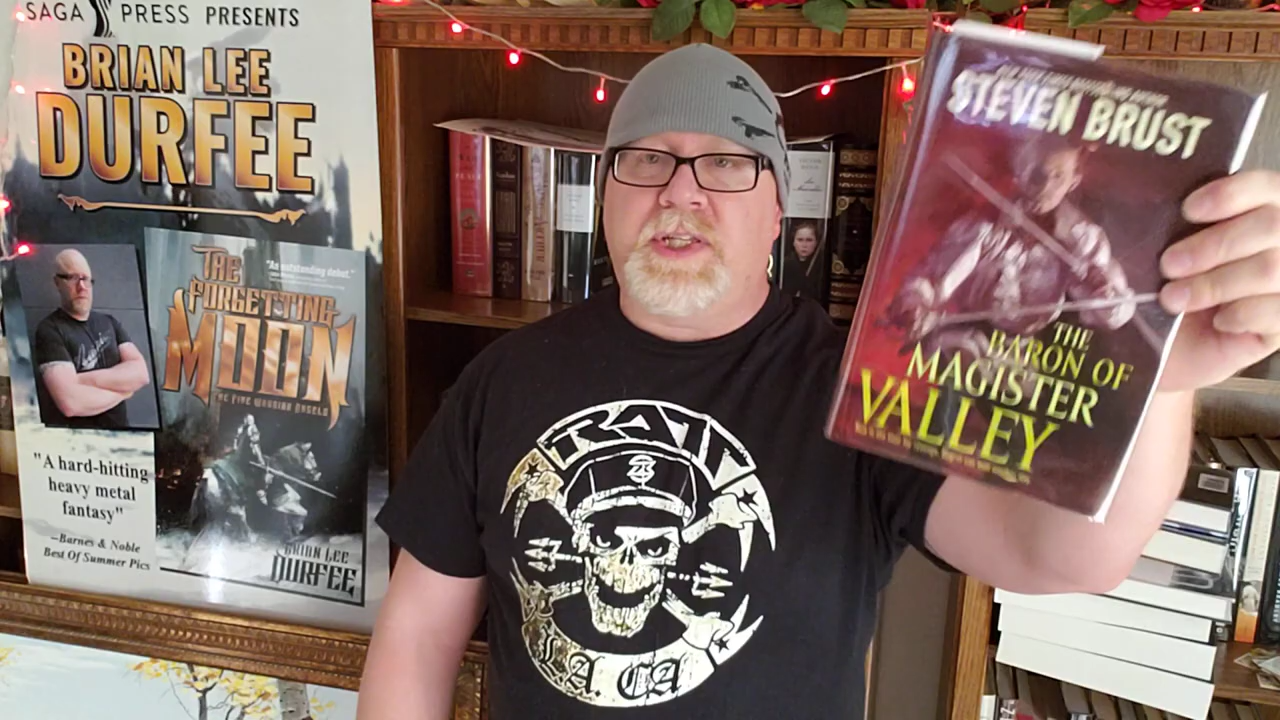 SAGA PRESS PRESENTS
BRIAN LEE
DURFEE
THE
"An outstanding debut."
FORGETTING
MOON
THE FIVE WARRIOR ANGELS
"A hard-hitting
heavy metal
fantasy"
–Barnes & Noble
Best Of Summer Pics
BRIAN LEE
DURFEE
RATT
L.A. CA
STEVEN BRUST
THE
BARON OF
MAGISTER
VALLEY